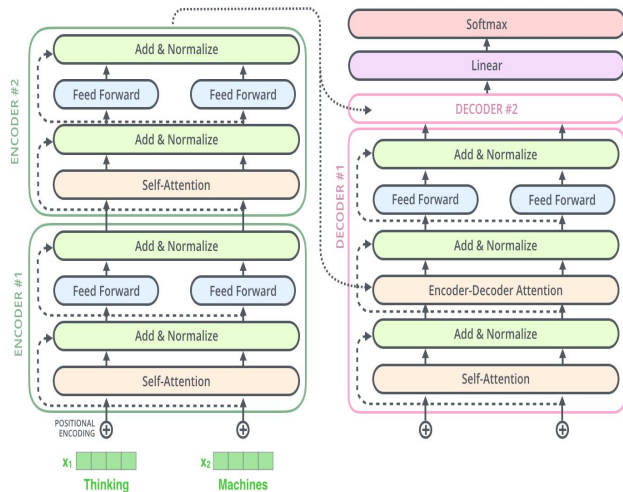 ENCODER #2
Add & Normalize
Feed Forward
Feed Forward
Add & Normalize
Self-Attention
ENCODER #1
Add & Normalize
Feed Forward
Feed Forward
Add & Normalize
Self-Attention
POSITIONAL
ENCODING
x1
x2
Thinking
Machines
Softmax
Linear
DECODER #2
DECODER #1
Add & Normalize
Feed Forward
Feed Forward
Add & Normalize
Encoder-Decoder Attention
Add & Normalize
Self-Attention